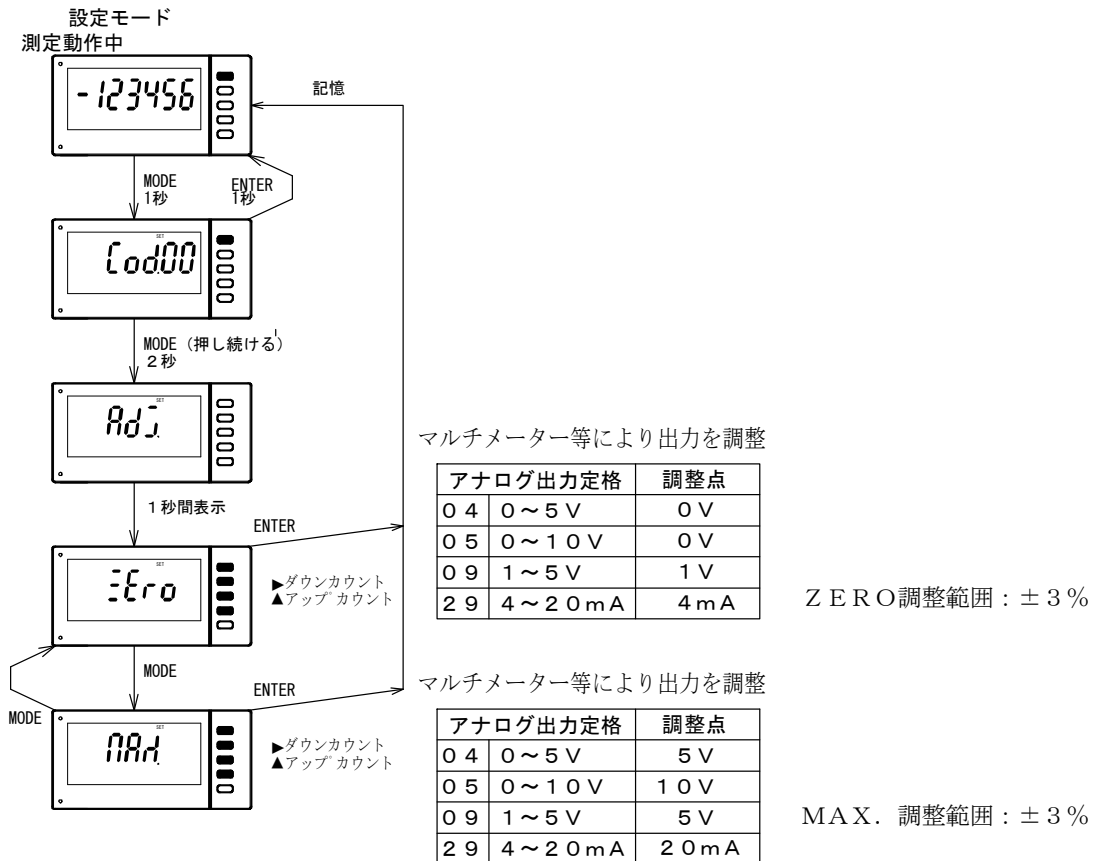 設定モード
測定動作中
-123456
記憶
MODE
1秒
ENTER
1秒
SET
Cod.00
MODE（押し続ける）
２秒
SET
Adj.
１秒間表示
SET
ZEro
ENTER
▶ダウンカウント
▲アップカウント
MODE
MODE
SET
MAX.
ENTER
▶ダウンカウント
▲アップカウント
マルチメーター等により出力を調整
アナログ出力定格 調整点
０４ ０～５Ｖ ０Ｖ
０５ ０～１０Ｖ ０Ｖ
０９ １～５Ｖ １Ｖ
２９ ４～２０ｍＡ ４ｍＡ
ＺＥＲＯ調整範囲：±３％
マルチメーター等により出力を調整
アナログ出力定格 調整点
０４ ０～５Ｖ ５Ｖ
０５ ０～１０Ｖ １０Ｖ
０９ １～５Ｖ ５Ｖ
２９ ４～２０ｍＡ ２０ｍＡ
ＭＡＸ．調整範囲：±３％